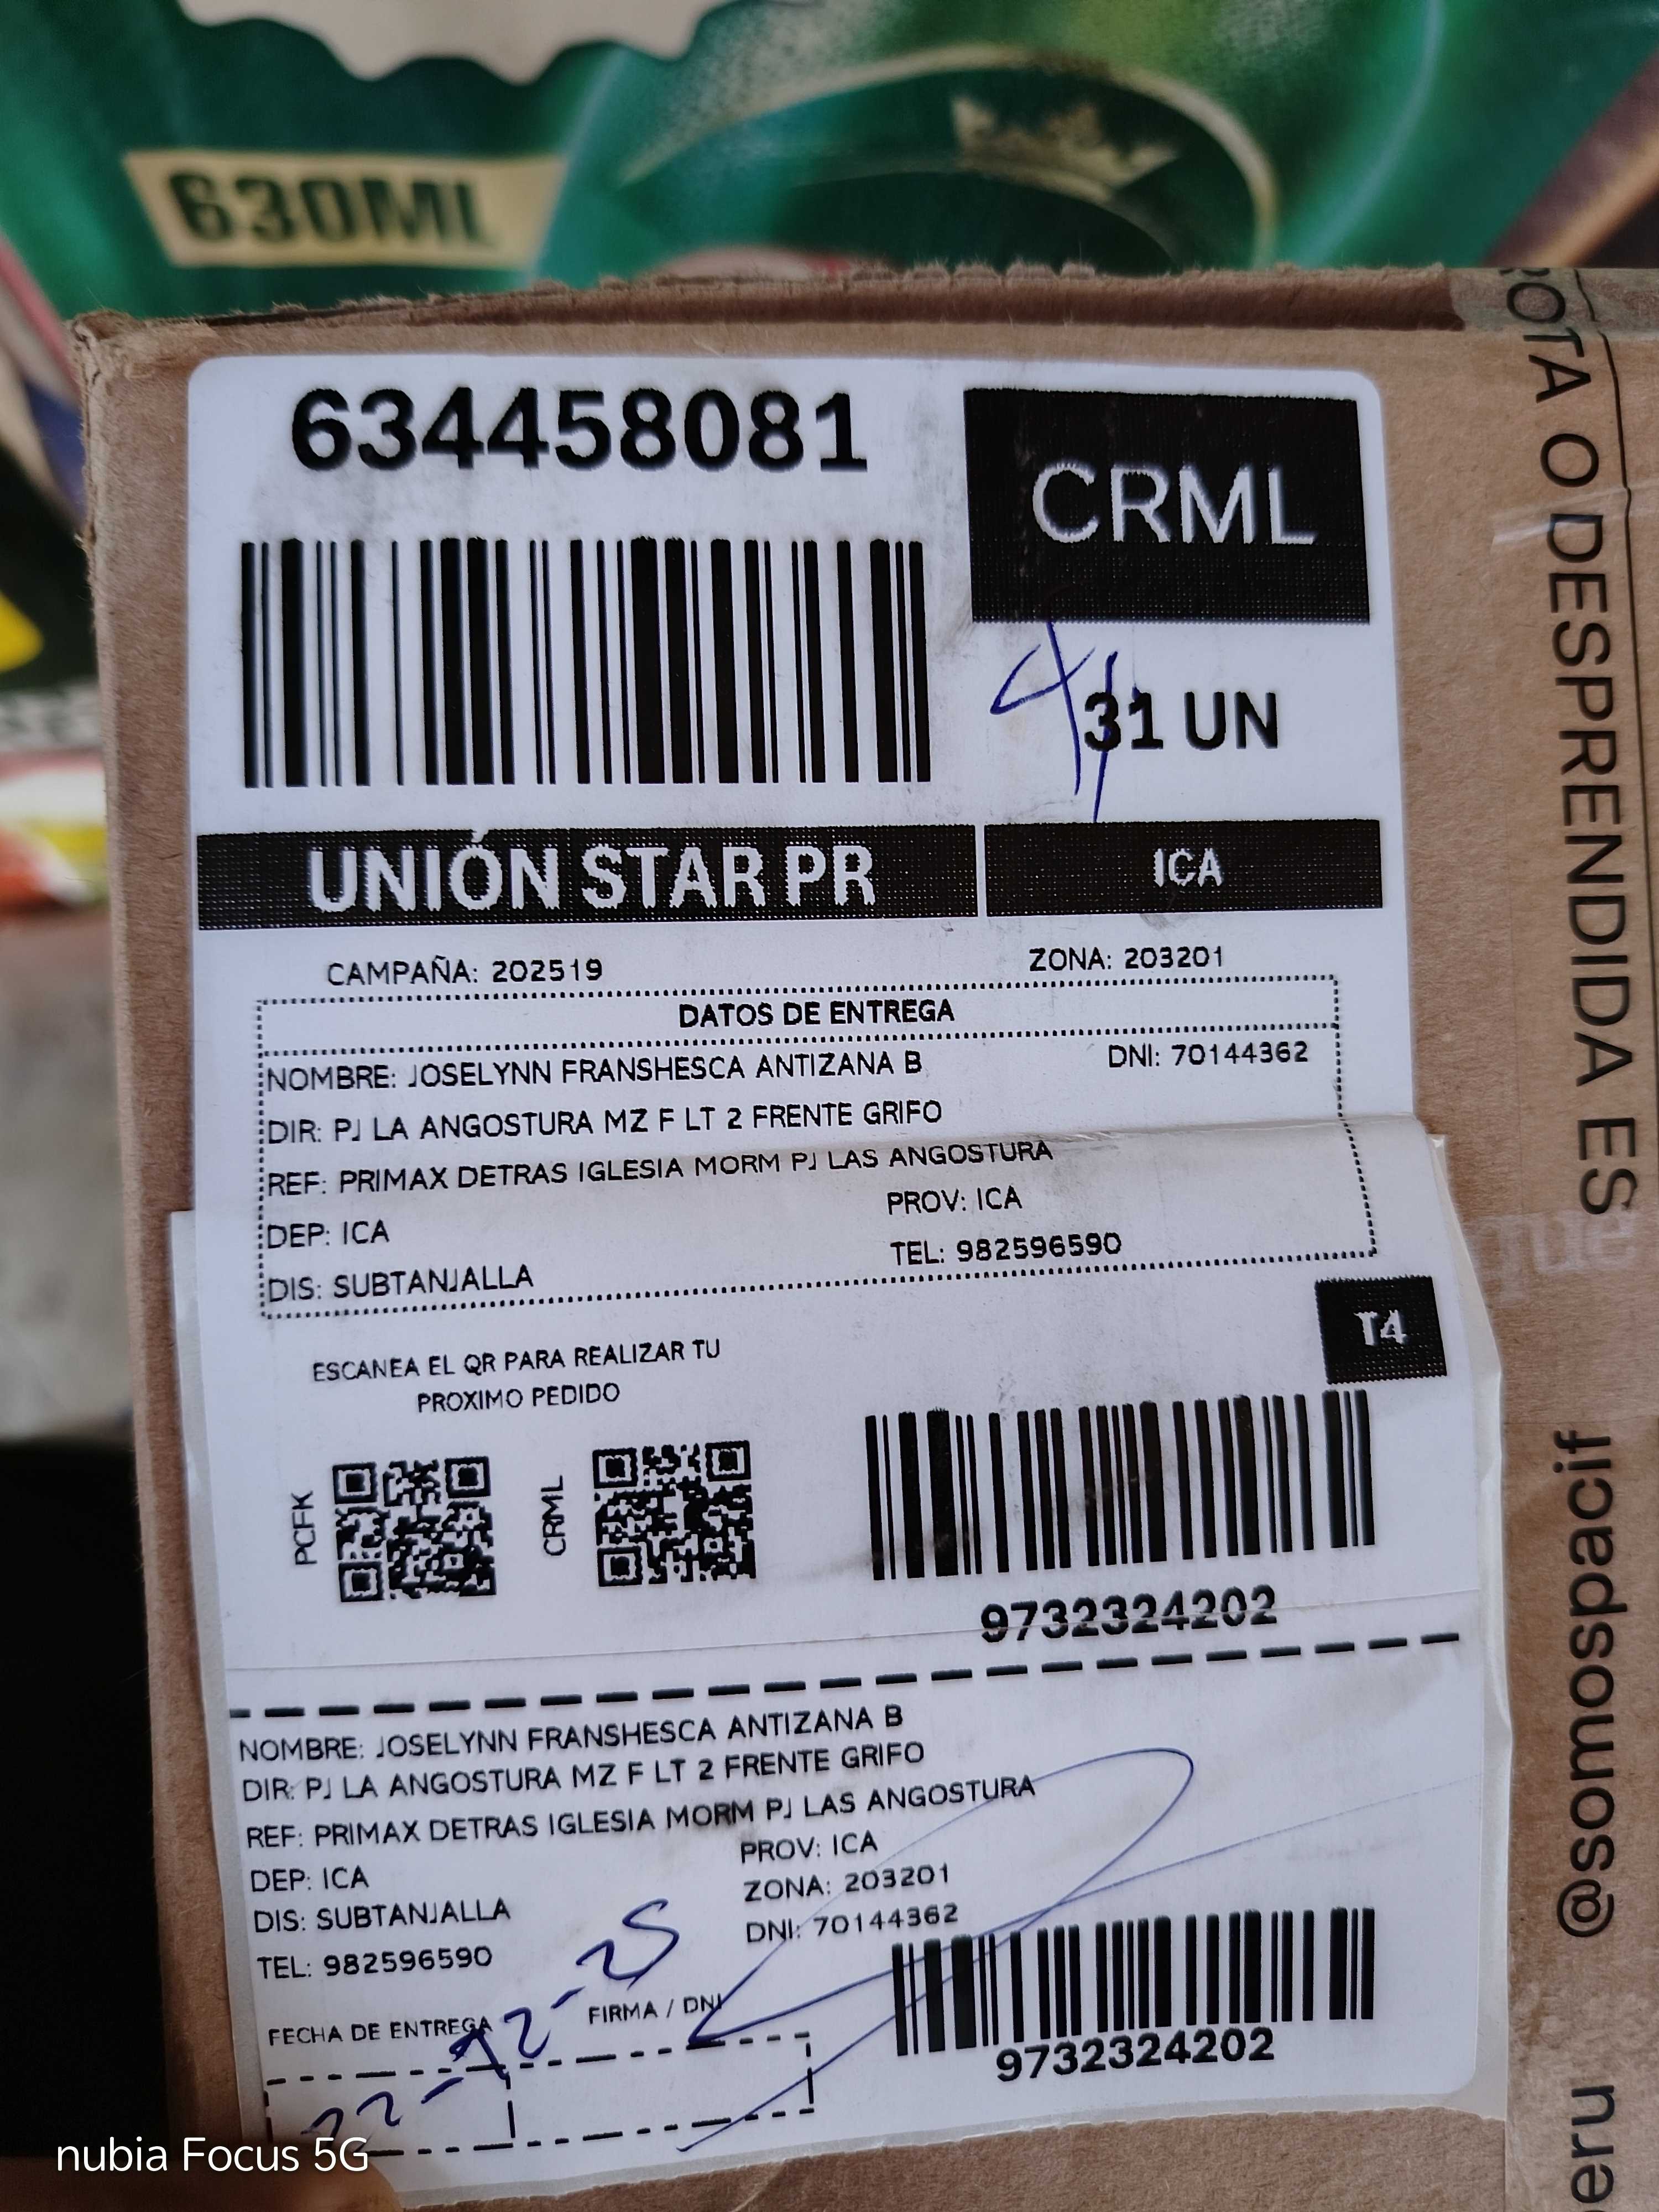 630ML
634458081
CRML
4/
31 UN
UNIÓN STAR PR
ICA
CAMPAÑA: 202519
ZONA: 203201
DATOS DE ENTREGA
NOMBRE: JOSELYNN FRANSHESCA ANTIZANA B
DNI: 70144362
DIR: PJ LA ANGOSTURA MZ F LT 2 FRENTE GRIFO
REF: PRIMAX DETRAS IGLESIA MORM PJ LAS ANGOSTURA
DEP: ICA
PROV: ICA
DIS: SUBTANJALLA
TEL: 982596590
T4
ESCANEA EL QR PARA REALIZAR TU
PROXIMO PEDIDO
PCFK
CRML
9732324202
NOMBRE: JOSELYNN FRANSHESCA ANTIZANA B
DIR: PJ LA ANGOSTURA MZ F LT 2 FRENTE GRIFO
REF: PRIMAX DETRAS IGLESIA MORM PJ LAS ANGOSTURA
DEP: ICA
PROV: ICA
DIS: SUBTANJALLA
ZONA: 203201
TEL: 982596590
DNI: 70144362
FECHA DE ENTREGA
FIRMA / DNI
22-12-25
9732324202
ROTA O DESPRENDIDA ES
@somospacif
eru
nubia Focus 5G